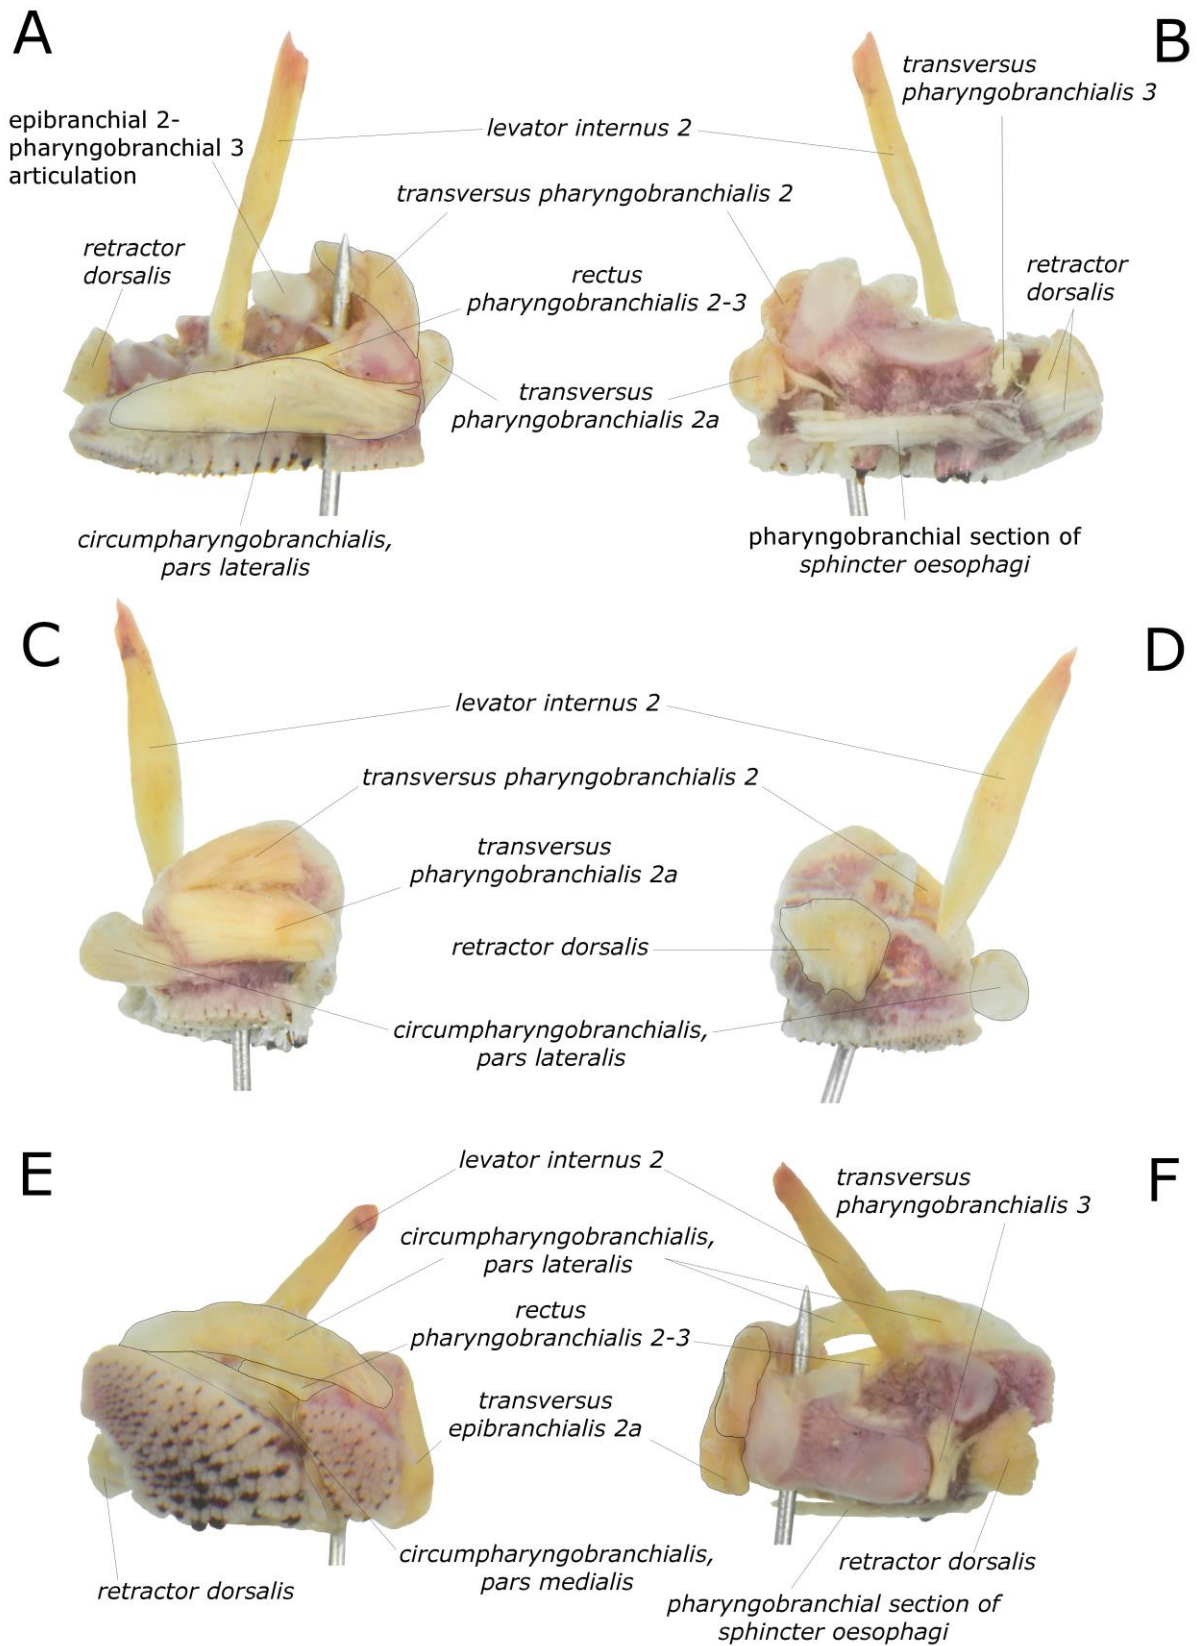 A
B
transversus
pharyngobranchialis 3
epibranchial 2-
pharyngobranchial 3
articulation
levator internus 2
transversus pharyngobranchialis 2
retractor
dorsalis
rectus
pharyngobranchialis 2-3
retractor
dorsalis
transversus
pharyngobranchialis 2a
circumpharyngobranchialis,
pars lateralis
pharyngobranchial section of
sphincter oesophagi
C
D
levator internus 2
transversus pharyngobranchialis 2
transversus
pharyngobranchialis 2a
retractor dorsalis
circumpharyngobranchialis,
pars lateralis
E
F
levator internus 2
transversus
pharyngobranchialis 3
circumpharyngobranchialis,
pars lateralis
rectus
pharyngobranchialis 2-3
transversus
epibranchialis 2a
circumpharyngobranchialis,
pars medialis
retractor dorsalis
retractor dorsalis
pharyngobranchial section of
sphincter oesophagi